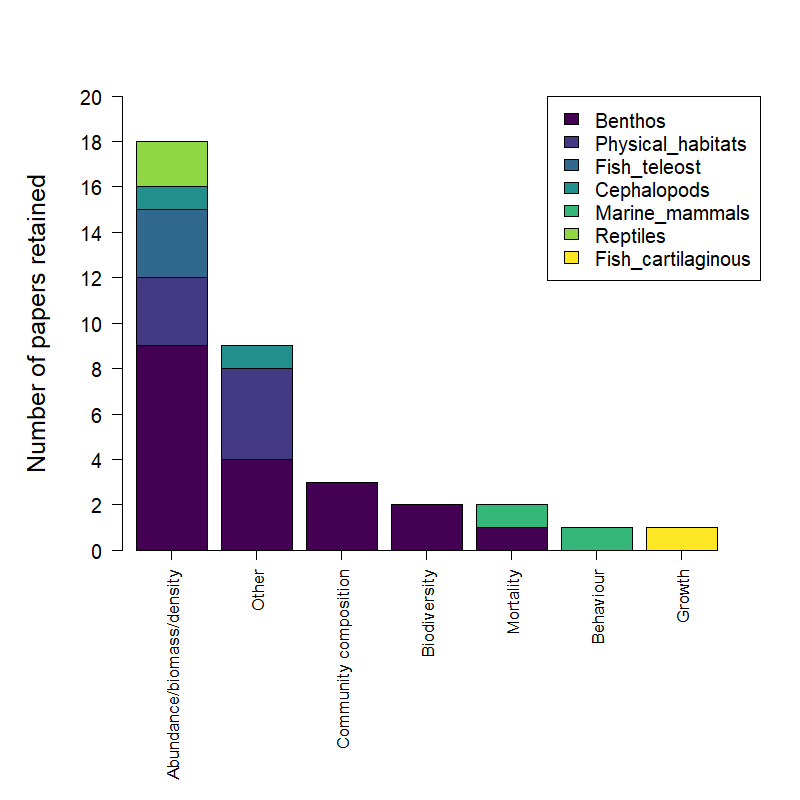 Number of papers retained
20
18
16
14
12
10
8
6
4
2
0
Benthos
Physical_habitats
Fish_teleost
Cephalopods
Marine_mammals
Reptiles
Fish_cartilaginous
Abundance/biomass/density
Other
Community composition
Biodiversity
Mortality
Behaviour
Growth